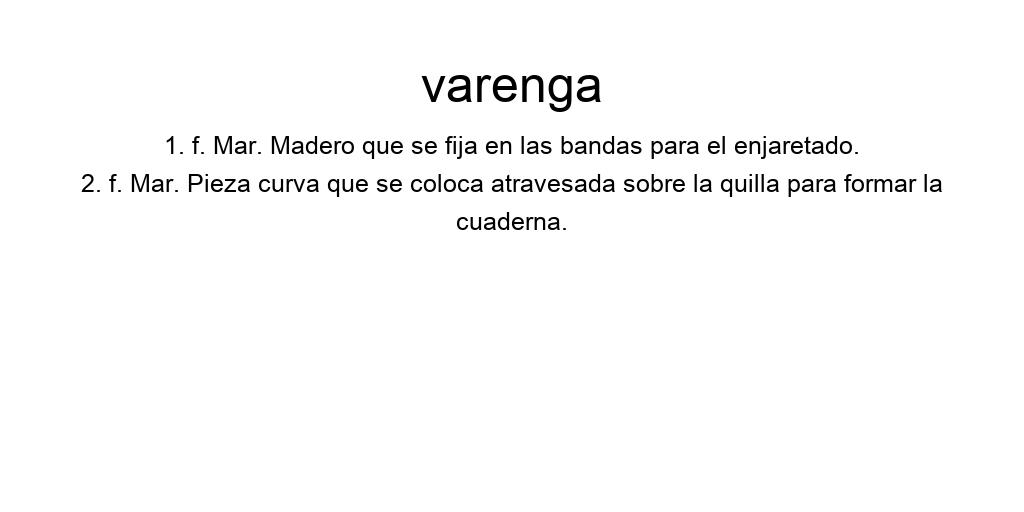 varenga
1. f. Mar. Madero que se fija en las bandas para el enjaretado.
2. f. Mar. Pieza curva que se coloca atravesada sobre la quilla para formar la
cuaderna.